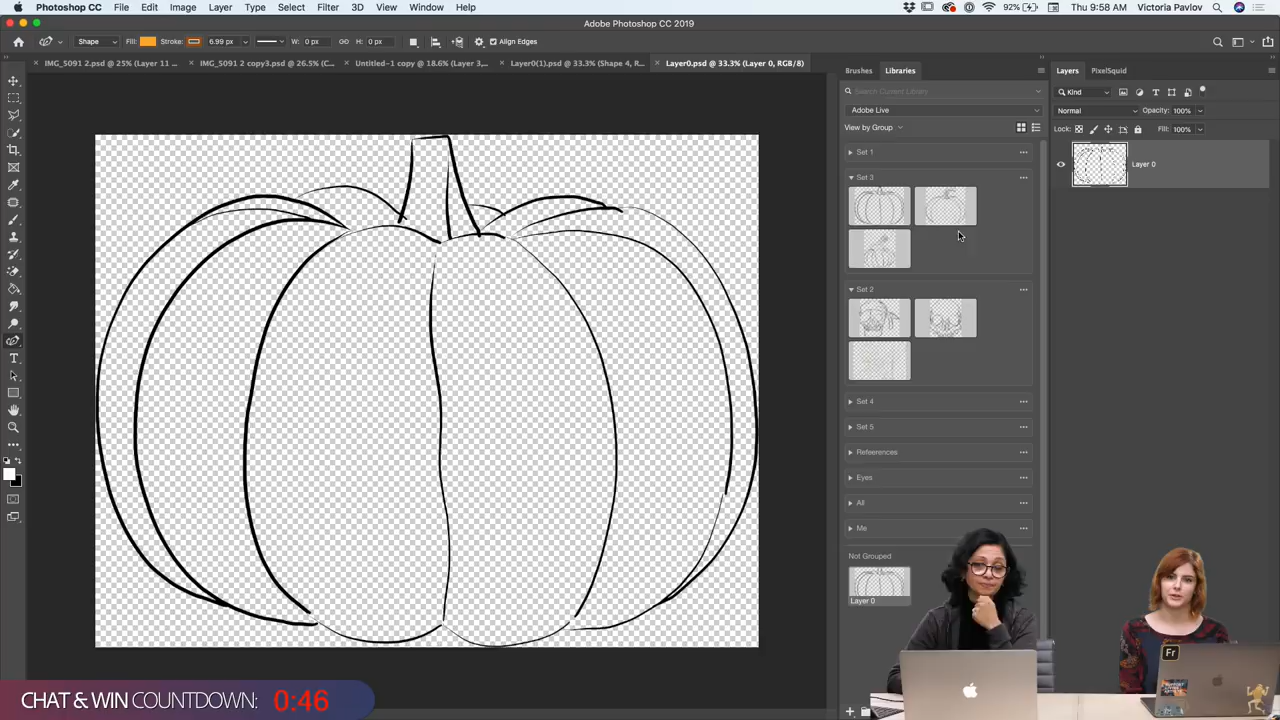 Photoshop CC File Edit Image Layer Type Select Filter 3D View Window Help 92% Thu 9:58 AM Victoria Pavlov
Adobe Photoshop CC 2019
Shape Fill: Stroke: 6.99 px W: 0 px H: 0 px Align Edges
IMG_5091 2.psd @ 25% (Layer 11 ... IMG_5091 2 copy3.psd @ 26.5% (C... Untitled-1 copy @ 18.6% (Layer 3,... Layer0(1).psd @ 33.3% (Shape 4, R... Layer0.psd @ 33.3% (Layer 0, RGB/8)
Brushes Libraries
Layers PixelSquid
Search Current Library
Kind
Adobe Live
Normal Opacity: 100%
View by Group
Lock: Fill: 100%
Set 1
Layer 0
Set 3
Set 2
Set 4
Set 5
Refeerences
Eyes
All
Me
Not Grouped
Layer 0
Fr
CHAT & WIN COUNTDOWN: 0:46